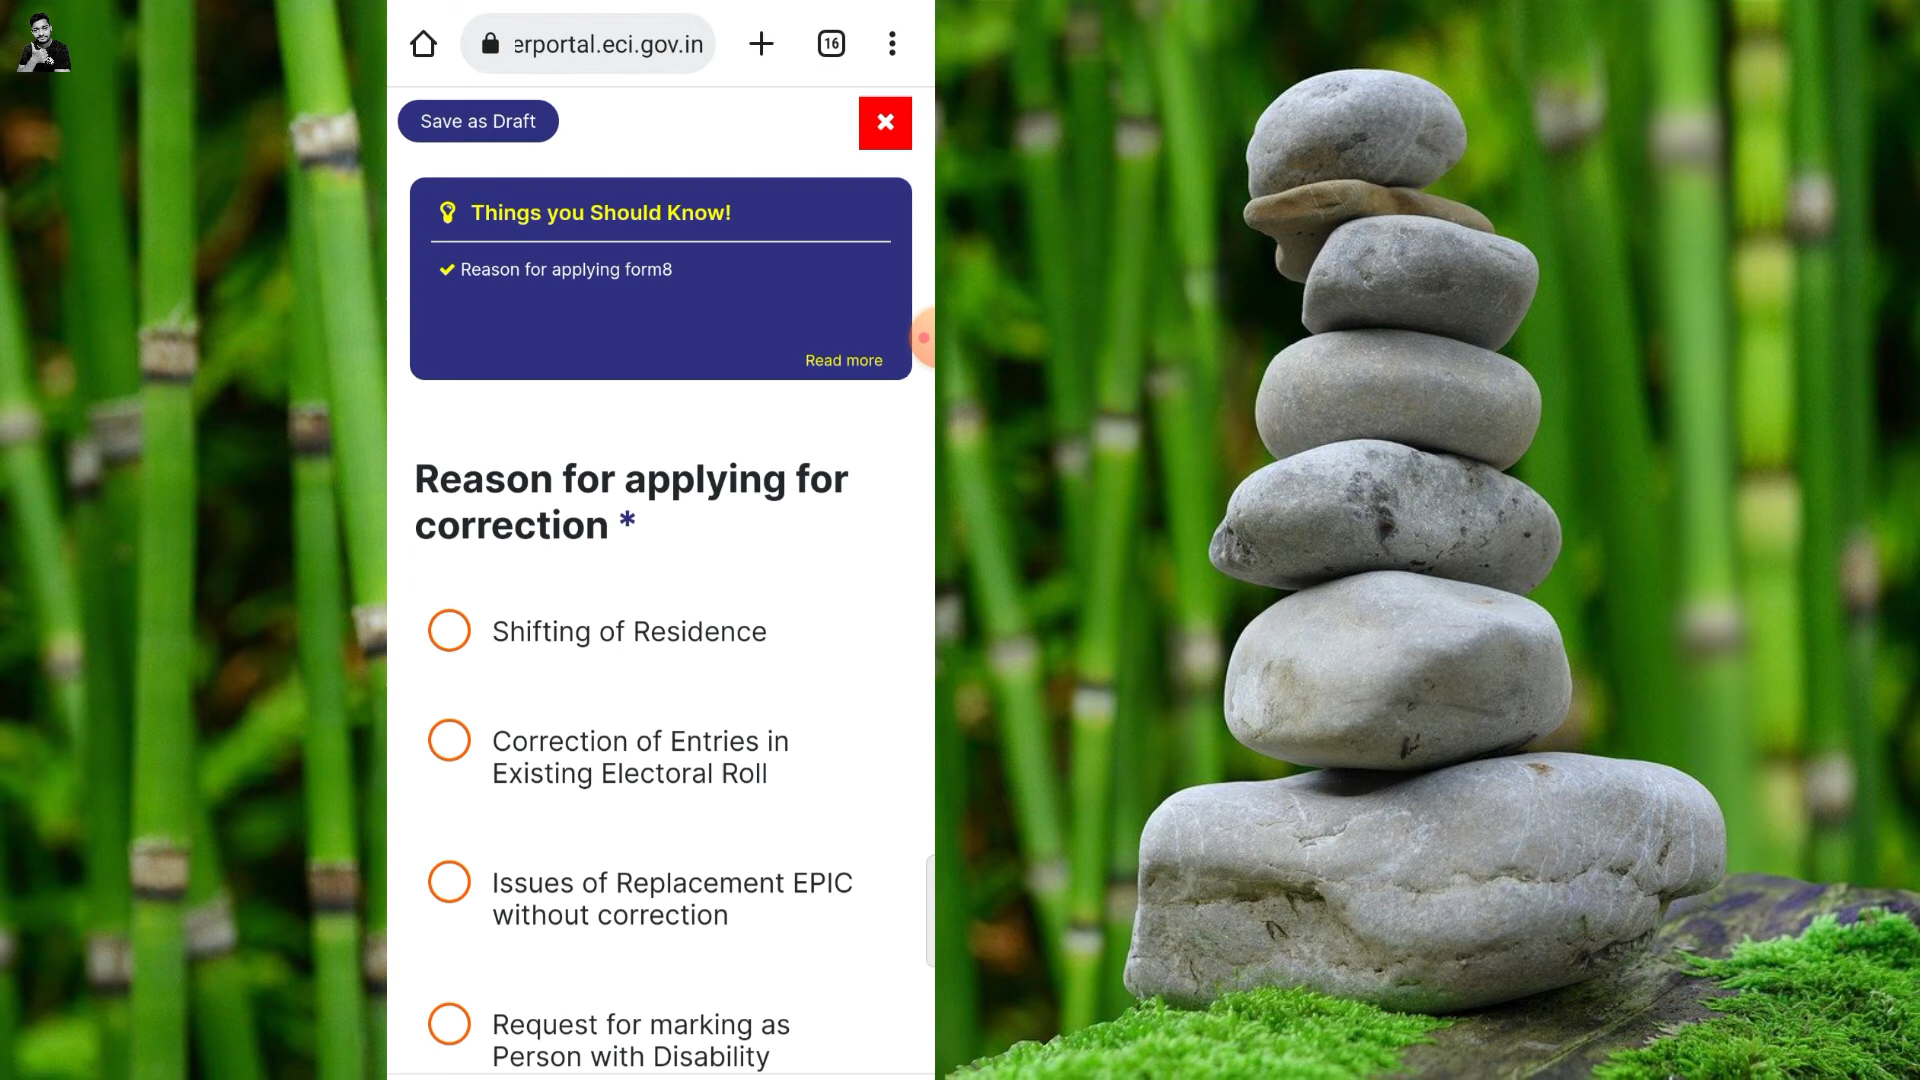 erportal.eci.gov.in
16
Save as Draft
Things you Should Know!
Reason for applying form8
Read more
Reason for applying for
correction *
Shifting of Residence
Correction of Entries in
Existing Electoral Roll
Issues of Replacement EPIC
without correction
Request for marking as
Person with Disability